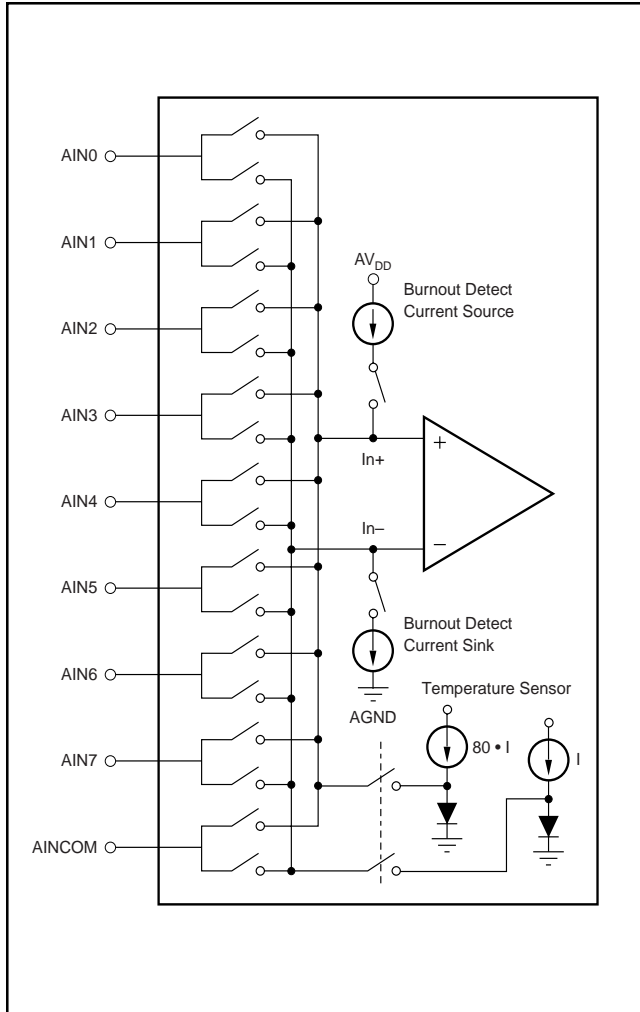 AIN0
AIN1
AIN2
AIN3
AIN4
AIN5
AIN6
AIN7
AINCOM
AVDD
Burnout Detect
Current Source
In+
+
In–
–
Burnout Detect
Current Sink
AGND
Temperature Sensor
80 • I
I